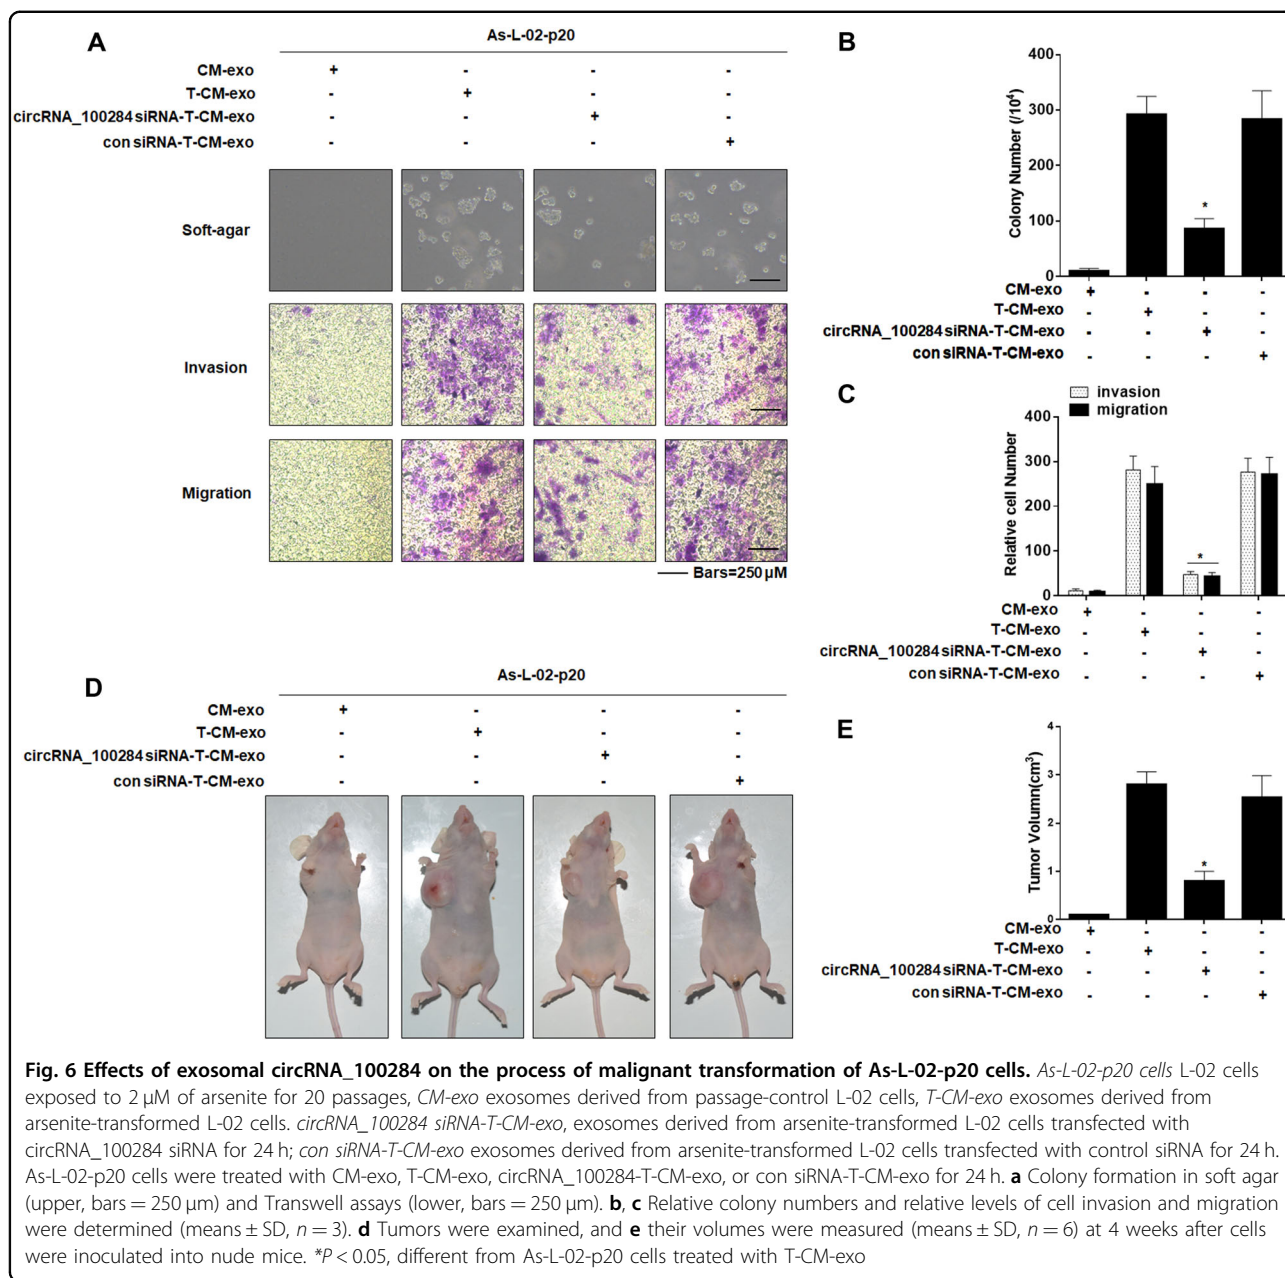 A
As-L-02-p20
CM-exo + - - -
T-CM-exo - + - -
circRNA_100284 siRNA-T-CM-exo - - + -
con siRNA-T-CM-exo - - - +
Soft-agar
Invasion
Migration
Bars=250 µM
B
Colony Number (/10⁴)
400
300
200
100
0
*
CM-exo + - - -
T-CM-exo - + - -
circRNA_100284 siRNA-T-CM-exo - - + -
con siRNA-T-CM-exo - - - +
C
invasion
migration
Relative cell Number
400
300
200
100
0
*
CM-exo + - - -
T-CM-exo - + - -
circRNA_100284 siRNA-T-CM-exo - - + -
con siRNA-T-CM-exo - - - +
D
As-L-02-p20
CM-exo + - - -
T-CM-exo - + - -
circRNA_100284 siRNA-T-CM-exo - - + -
con siRNA-T-CM-exo - - - +
E
Tumor Volumn(cm³)
4
3
2
1
0
*
CM-exo + - - -
T-CM-exo - + - -
circRNA_100284 siRNA-T-CM-exo - - + -
con siRNA-T-CM-exo - - - +
Fig. 6 Effects of exosomal circRNA_100284 on the process of malignant transformation of As-L-02-p20 cells. As-L-02-p20 cells L-02 cells
exposed to 2 µM of arsenite for 20 passages, CM-exo exosomes derived from passage-control L-02 cells, T-CM-exo exosomes derived from
arsenite-transformed L-02 cells. circRNA_100284 siRNA-T-CM-exo, exosomes derived from arsenite-transformed L-02 cells transfected with
circRNA_100284 siRNA for 24 h; con siRNA-T-CM-exo exosomes derived from arsenite-transformed L-02 cells transfected with control siRNA for 24 h.
As-L-02-p20 cells were treated with CM-exo, T-CM-exo, circRNA_100284-T-CM-exo, or con siRNA-T-CM-exo for 24 h. a Colony formation in soft agar
(upper, bars = 250 µm) and Transwell assays (lower, bars = 250 µm). b, c Relative colony numbers and relative levels of cell invasion and migration
were determined (means ± SD, n = 3). d Tumors were examined, and e their volumes were measured (means ± SD, n = 6) at 4 weeks after cells
were inoculated into nude mice. *P < 0.05, different from As-L-02-p20 cells treated with T-CM-exo